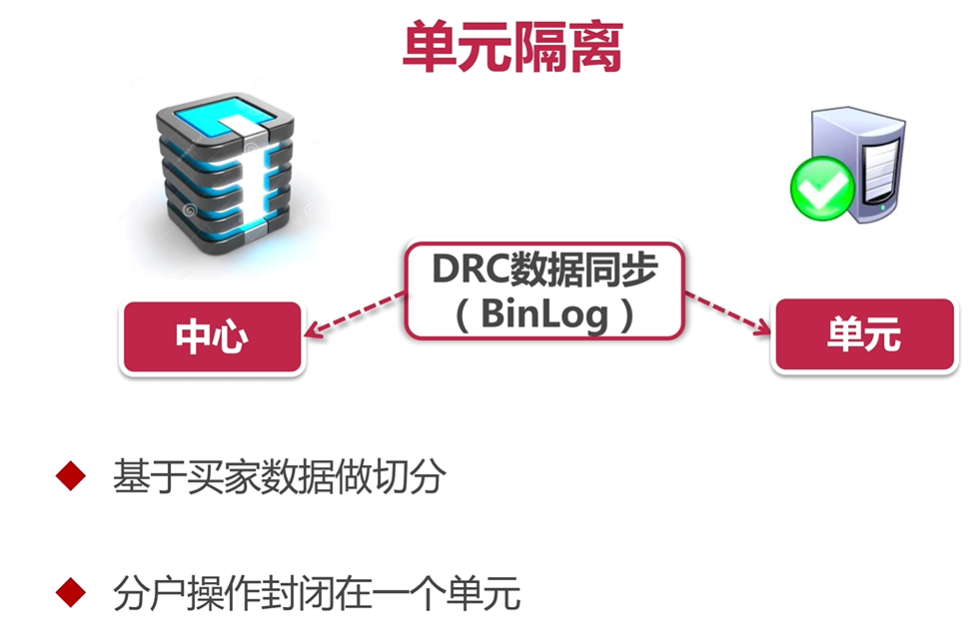 单元隔离
DRC数据同步
（BinLog）
中心
单元
基于买家数据做切分
分户操作封闭在一个单元